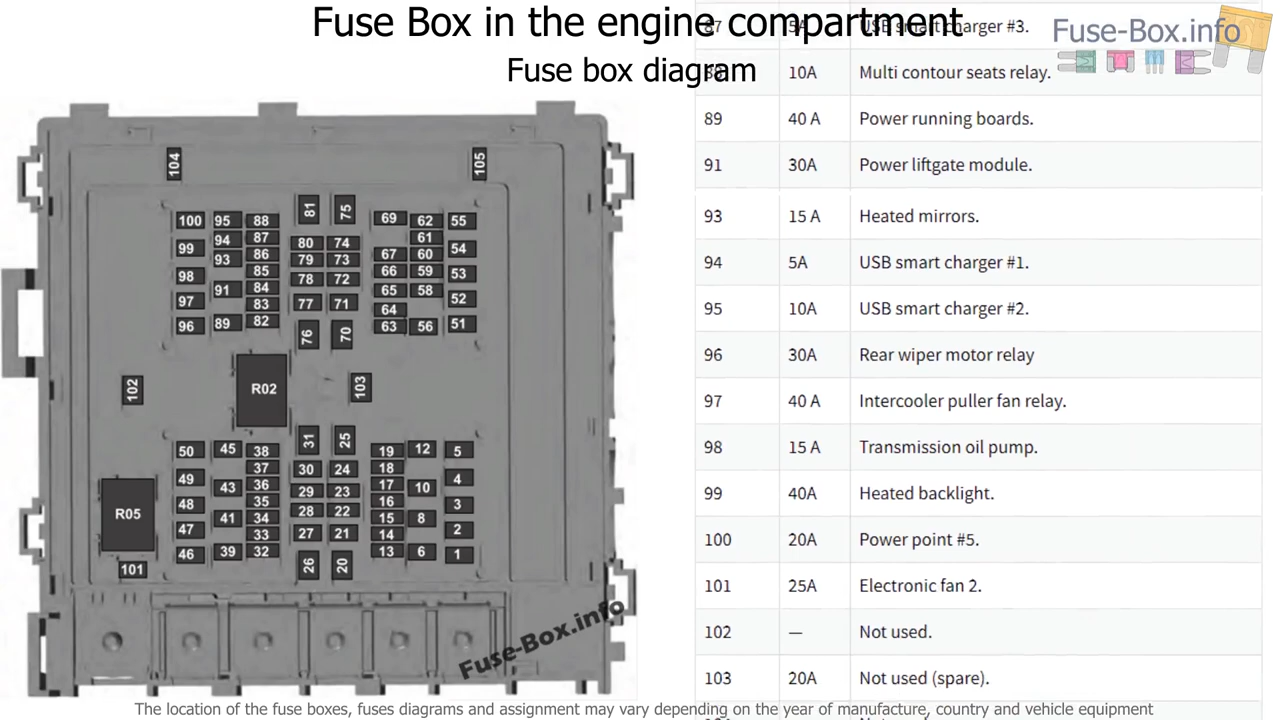 Fuse Box in the engine compartment
Fuse box diagram
Fuse-Box.info
104 105
81 75
100 95 88 69 62 55
94 87 80 74 61
99 93 86 79 73 67 60 54
98 85 78 72 66 59 53
91 84 65 58
97 83 77 71 64 52
96 89 82 76 70 63 56 51
102 R02 103
31 25
50 45 38 19 12 5
37 30 24 18
49 43 36 29 23 17 10 4
48 35 28 22 16 3
41 34 15 8
47 33 27 21 14 2
46 39 32 26 20 13 6 1
R05
101
Fuse-Box.info
87 5A USB smart charger #3.
10A Multi contour seats relay.
89 40 A Power running boards.
91 30A Power liftgate module.
93 15 A Heated mirrors.
94 5A USB smart charger #1.
95 10A USB smart charger #2.
96 30A Rear wiper motor relay
97 40 A Intercooler puller fan relay.
98 15 A Transmission oil pump.
99 40A Heated backlight.
100 20A Power point #5.
101 25A Electronic fan 2.
102 — Not used.
103 20A Not used (spare).
The location of the fuse boxes, fuses diagrams and assignment may vary depending on the year of manufacture, country and vehicle equipment